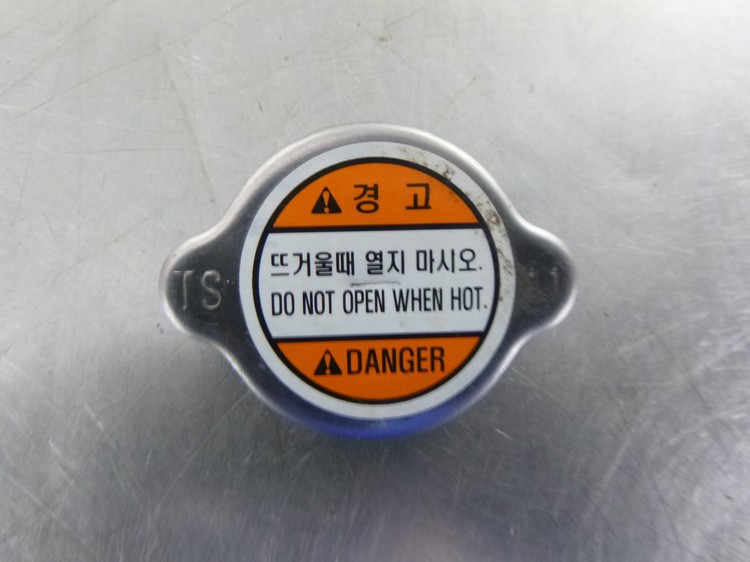 경 고
뜨거울때 열지 마시오.
DO NOT OPEN WHEN HOT.
TS
DANGER